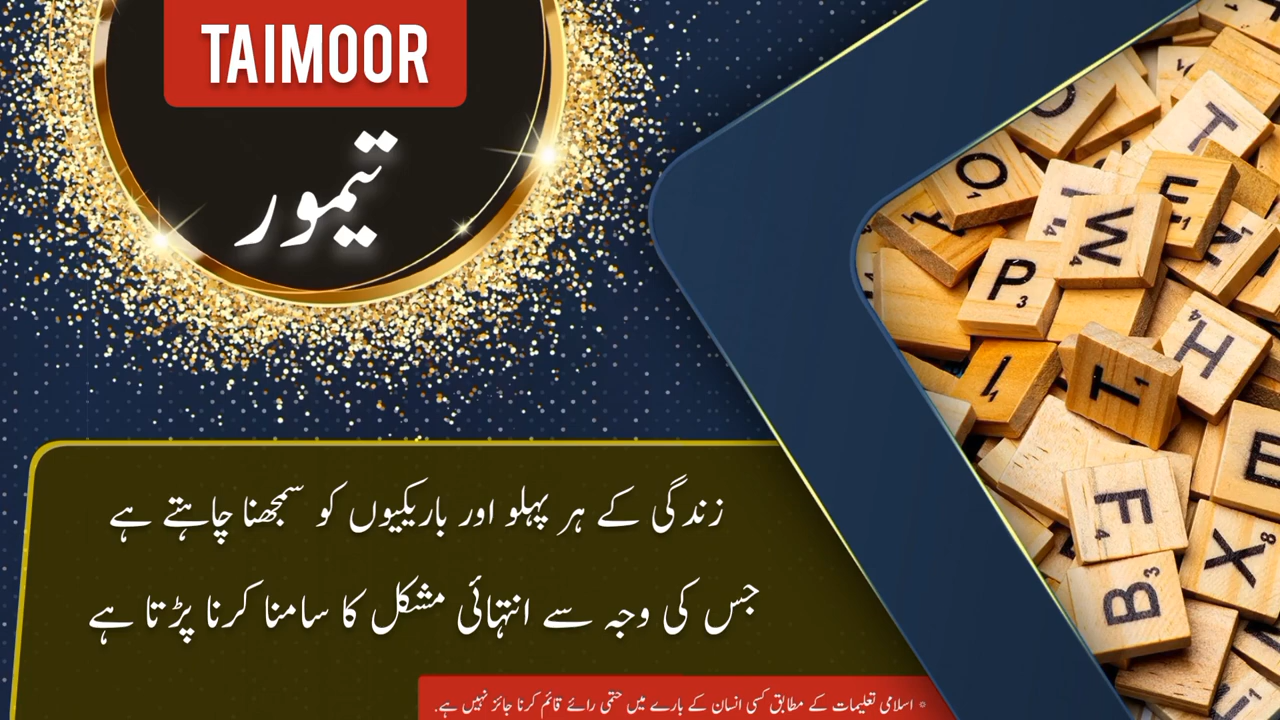 TAIMOOR
تیمور
زندگی کے ہر پہلو اور باریکیوں کو سمجھنا چاہتے ہے
جس کی وجہ سے انتہائی مشکل کا سامنا کرنا پڑتا ہے
* اسلامی تعلیمات کے مطابق کسی انسان کے بارے میں حتمی رائے قائم کرنا جائز نہیں ہے.
O
T
O
E
W
P
H
I
T
F
B
X